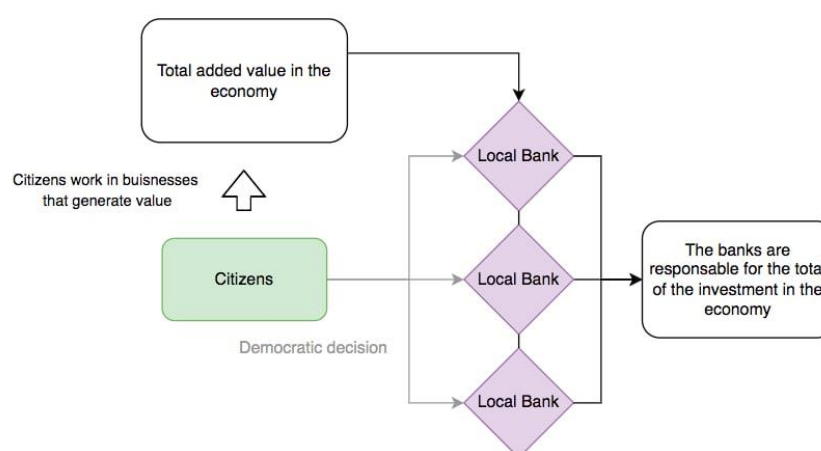 Total added value in the
economy
Local Bank
Citizens work in buisnesses
that generate value
Citizens
Local Bank
The banks are
responsable for the total
of the investment in the
economy
Democratic decision
Local Bank